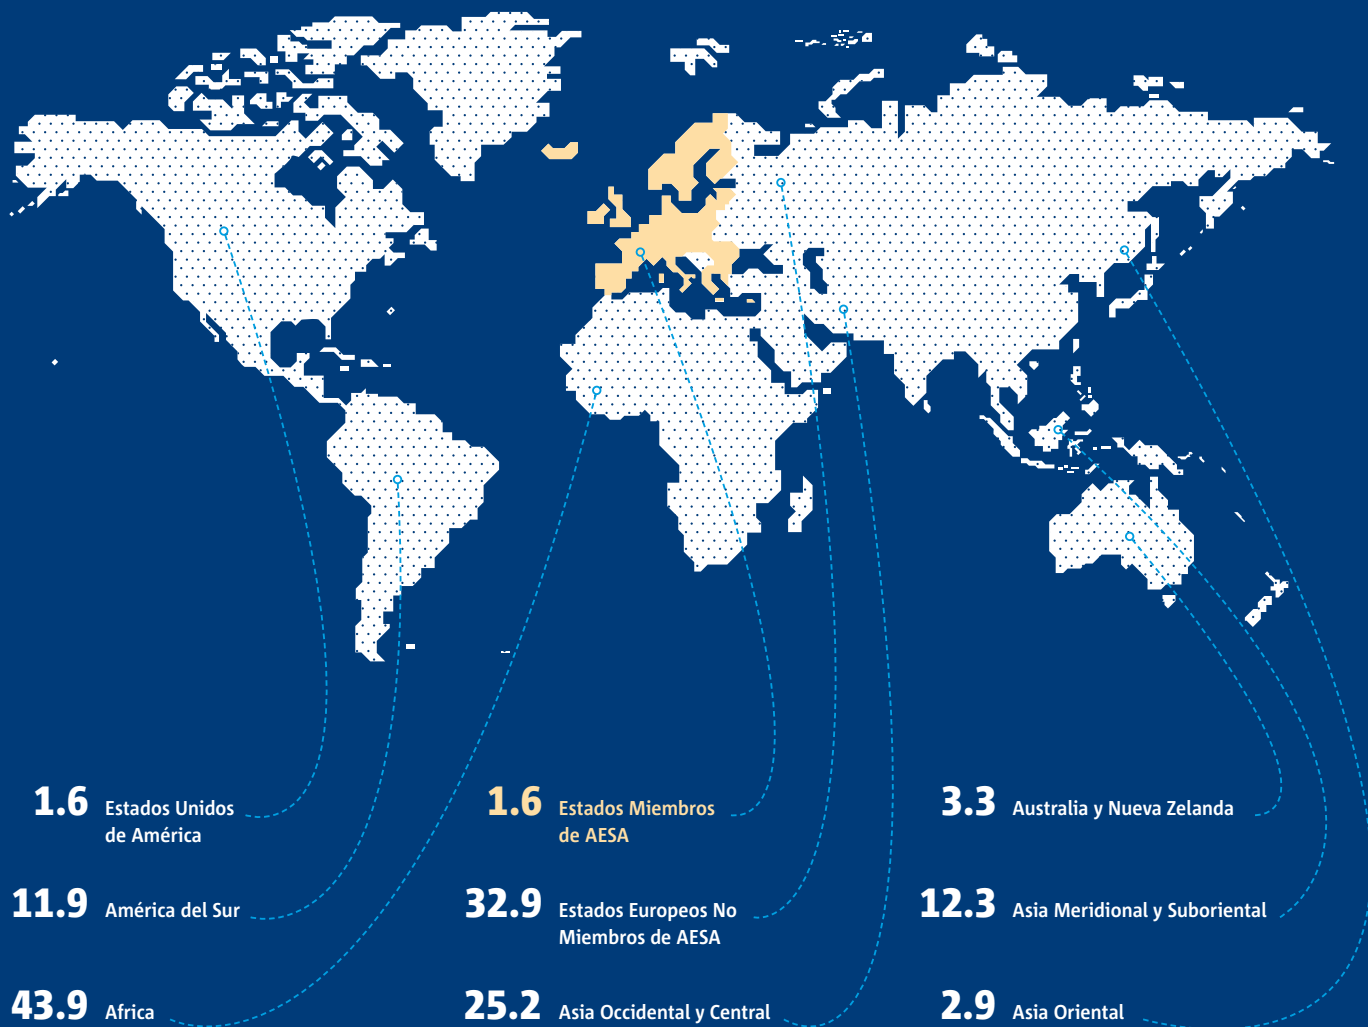 1.6 Estados Unidos
de América
11.9 América del Sur
43.9 Africa
1.6 Estados Miembros
de AESA
32.9 Estados Europeos No
Miembros de AESA
25.2 Asia Occidental y Central
3.3 Australia y Nueva Zelanda
12.3 Asia Meridional y Suboriental
2.9 Asia Oriental